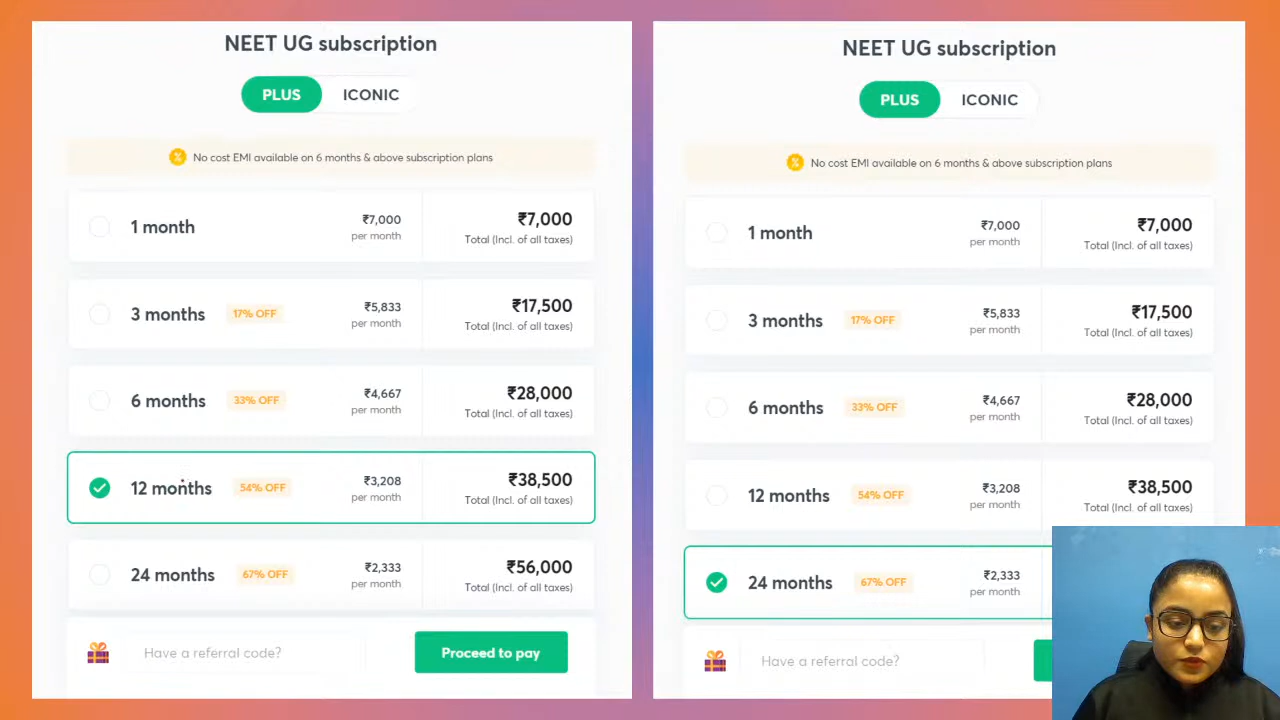 NEET UG subscription
PLUS ICONIC
No cost EMI available on 6 months & above subscription plans
1 month ₹7,000 per month ₹7,000 Total (Incl. of all taxes)
3 months 17% OFF ₹5,833 per month ₹17,500 Total (Incl. of all taxes)
6 months 33% OFF ₹4,667 per month ₹28,000 Total (Incl. of all taxes)
12 months 54% OFF ₹3,208 per month ₹38,500 Total (Incl. of all taxes)
24 months 67% OFF ₹2,333 per month ₹56,000 Total (Incl. of all taxes)
Have a referral code? Proceed to pay
NEET UG subscription
PLUS ICONIC
No cost EMI available on 6 months & above subscription plans
1 month ₹7,000 per month ₹7,000 Total (Incl. of all taxes)
3 months 17% OFF ₹5,833 per month ₹17,500 Total (Incl. of all taxes)
6 months 33% OFF ₹4,667 per month ₹28,000 Total (Incl. of all taxes)
12 months 54% OFF ₹3,208 per month ₹38,500 Total (Incl. of all taxes)
24 months 67% OFF ₹2,333 per month
Have a referral code?